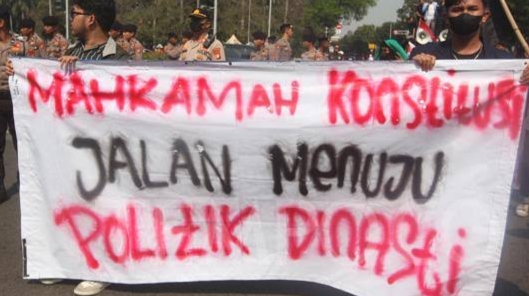 MAHKAMAH KONStitUSI
JALAN MeNUJU
POLITIK DINASti